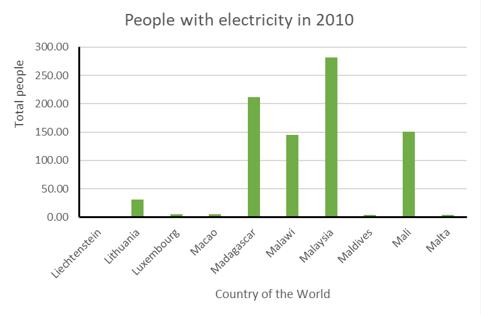 People with electricity in 2010
Total people
300.00
250.00
200.00
150.00
100.00
50.00
0.00
Liechtenstein
Lithuania
Luxembourg
Macao
Madagascar
Malawi
Malaysia
Maldives
Mali
Malta
Country of the World